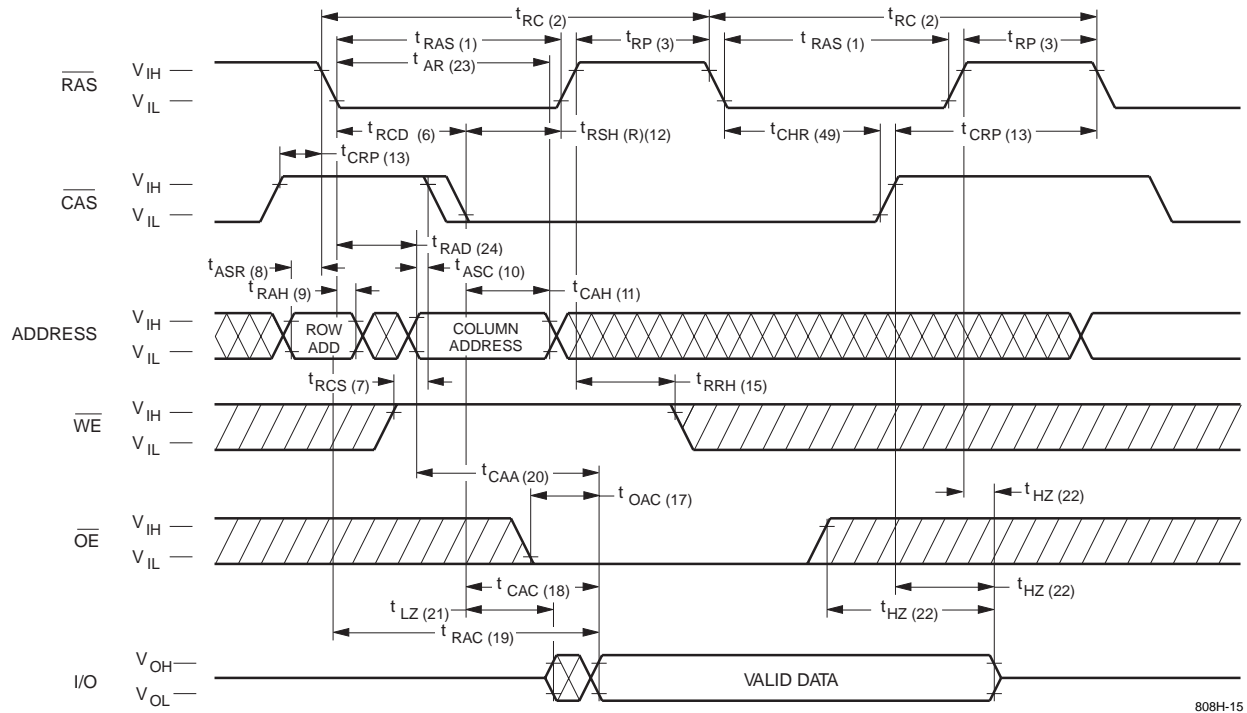 t RC (2) t RC (2)
t RAS (1) t RP (3) t RAS (1) t RP (3)
t AR (23)
RAS V IH V IL
t RCD (6) t RSH (R)(12) t CHR (49) t CRP (13)
t CRP (13)
CAS V IH V IL
t RAD (24)
t ASR (8) t ASC (10)
t RAH (9) t CAH (11)
ADDRESS V IH V IL ROW ADD COLUMN ADDRESS
t RCS (7) t RRH (15)
WE V IH V IL
t CAA (20)
t OAC (17) t HZ (22)
OE V IH V IL
t CAC (18) t HZ (22)
t LZ (21) t HZ (22)
t RAC (19)
I/O V OH V OL VALID DATA
808H-15